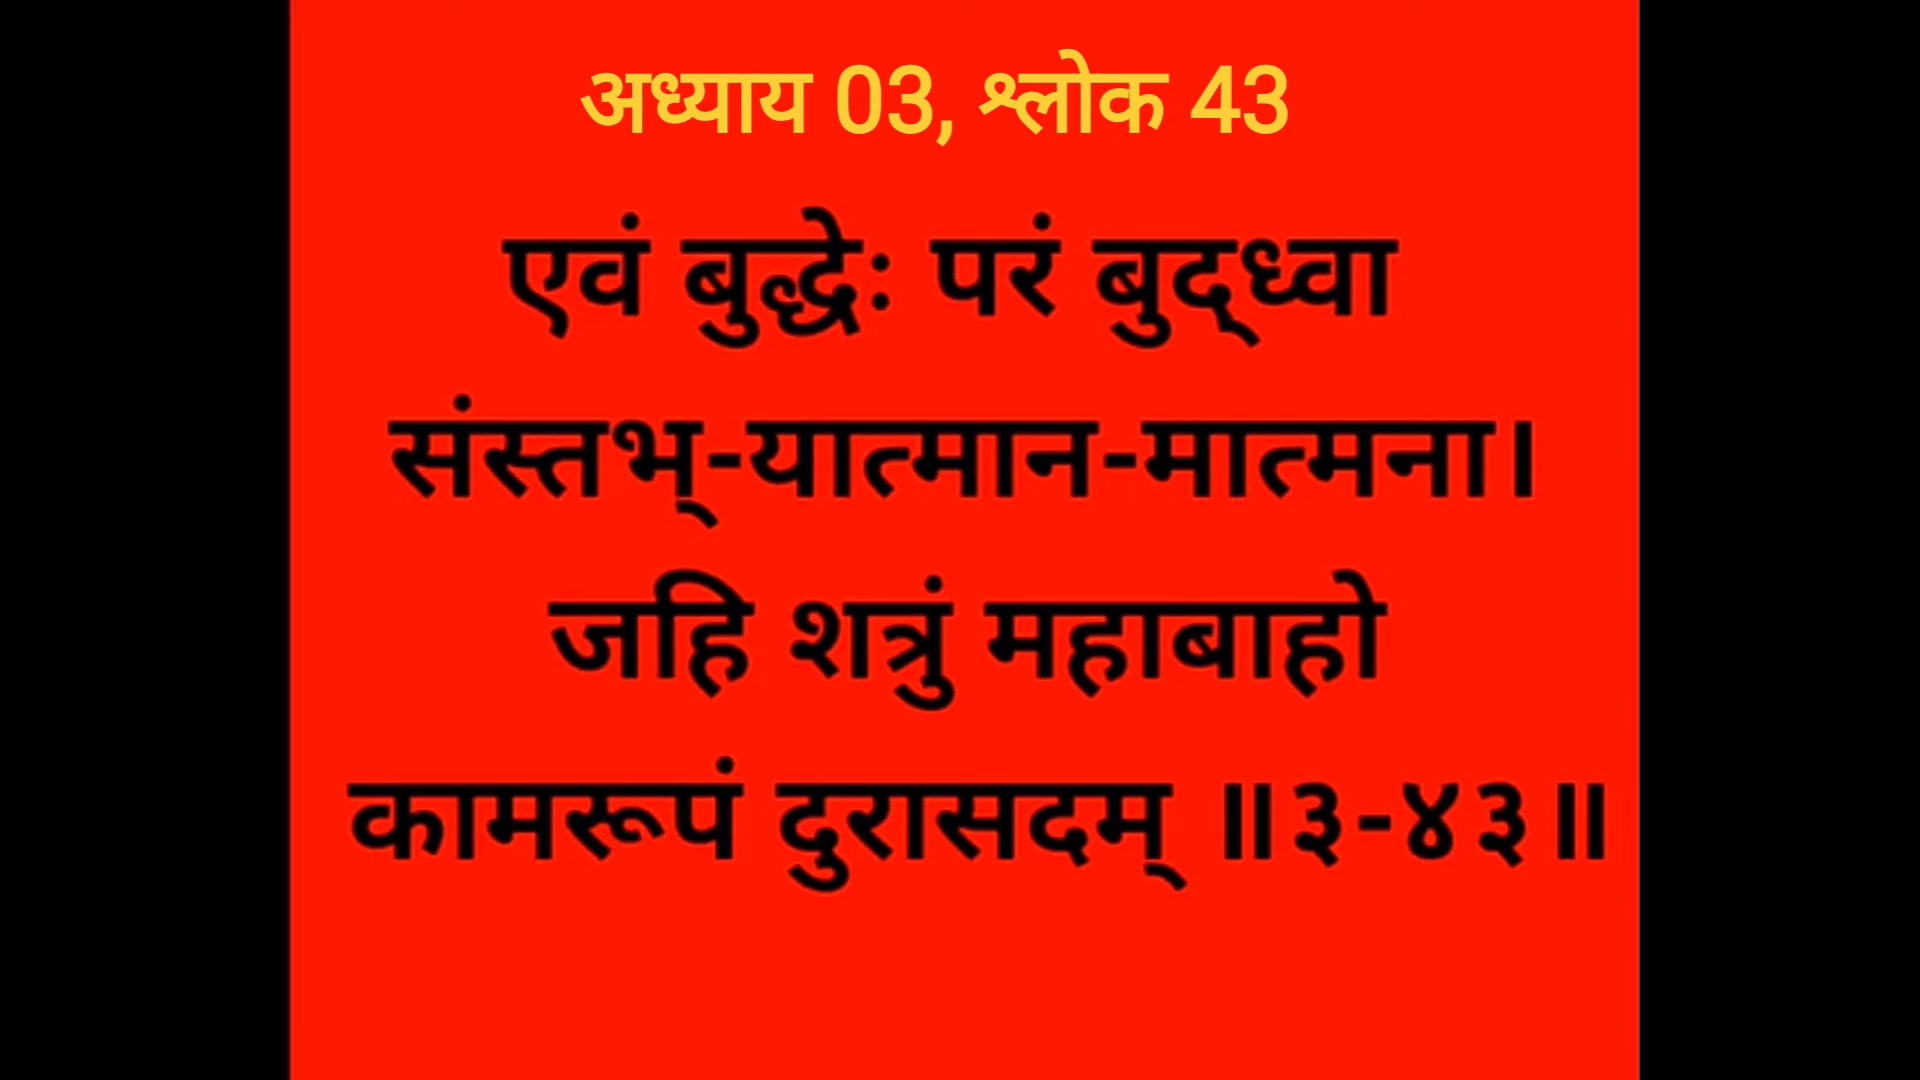 अध्याय 03, श्लोक 43
एवं बुद्धेः परं बुद्ध्वा
संस्तभ्-यात्मान-मात्मना।
जहि शत्रुं महाबाहो
कामरूपं दुरासदम् ॥३-४३॥